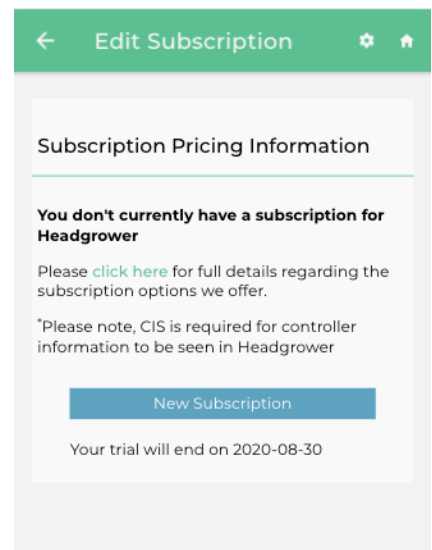 Edit Subscription
Subscription Pricing Information
You don't currently have a subscription for
Headgrower
Please click here for full details regarding the
subscription options we offer.
*Please note, CIS is required for controller
information to be seen in Headgrower
New Subscription
Your trial will end on 2020-08-30